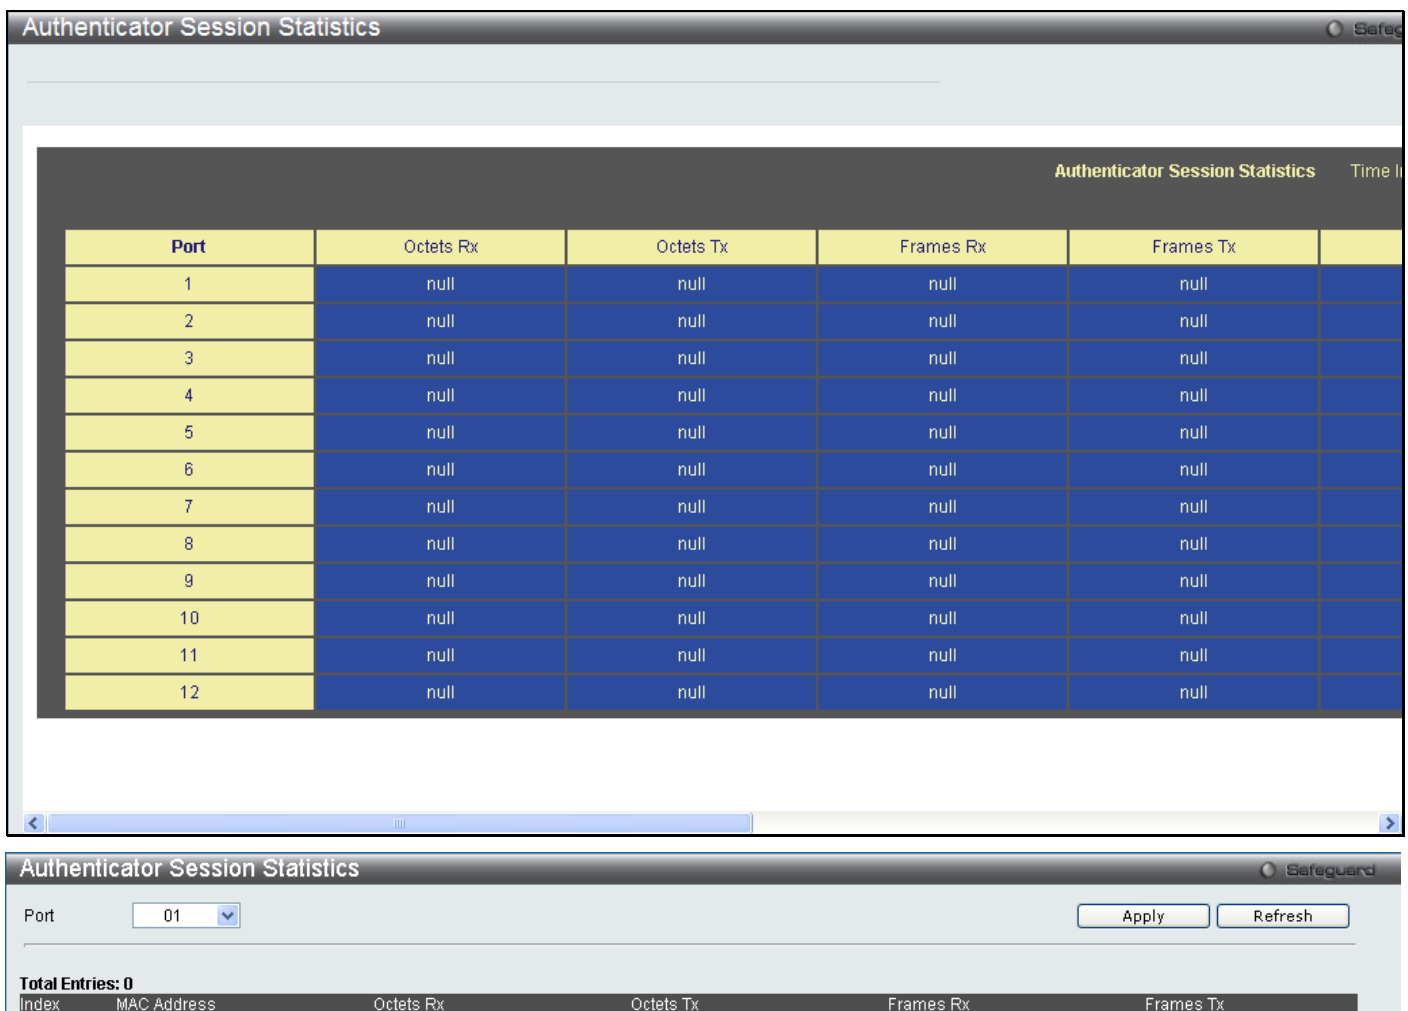 Authenticator Session Statistics
Authenticator Session Statistics Time
Port Octets Rx Octets Tx Frames Rx Frames Tx
1 null null null null
2 null null null null
3 null null null null
4 null null null null
5 null null null null
6 null null null null
7 null null null null
8 null null null null
9 null null null null
10 null null null null
11 null null null null
12 null null null null
Authenticator Session Statistics Safeguard
Port 01 Apply Refresh
Total Entries: 0
Index MAC Address Octets Rx Octets Tx Frames Rx Frames Tx